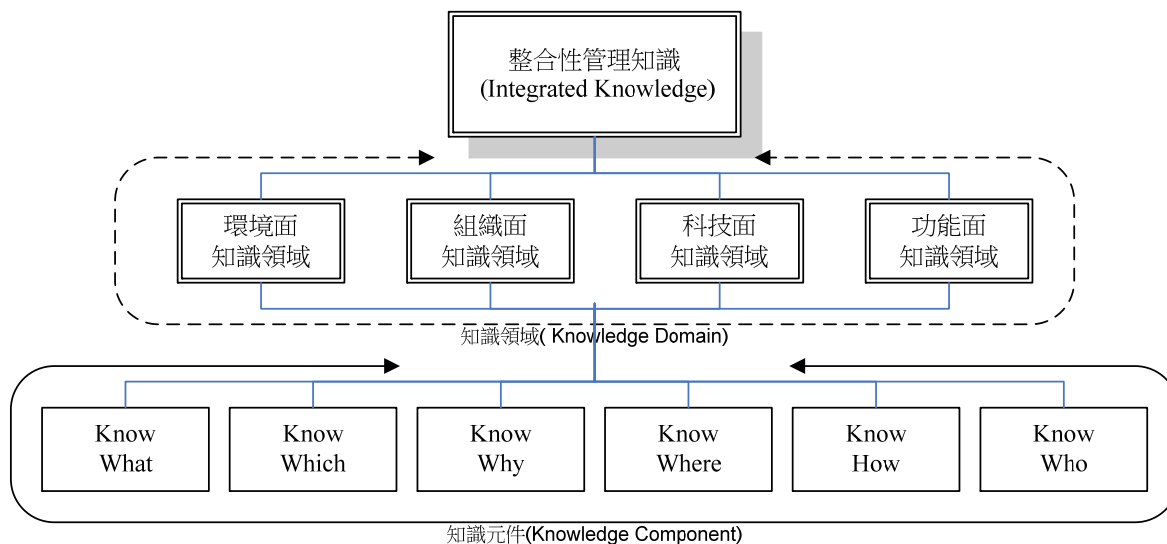 整合性管理知識
(Integrated Knowledge)
環境面
知識領域
組織面
知識領域
科技面
知識領域
功能面
知識領域
知識領域( Knowledge Domain)
Know
What
Know
Which
Know
Why
Know
Where
Know
How
Know
Who
知識元件(Knowledge Component)